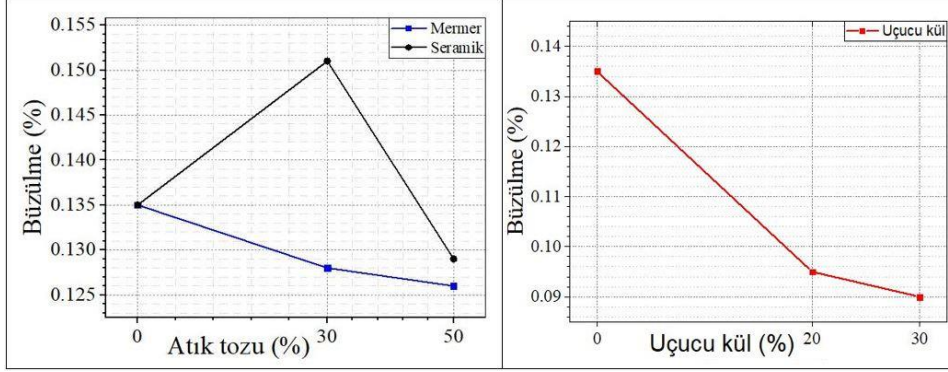 0.155
0.150
0.145
0.140
0.135
0.130
0.125
Büzülme (%)
Mermer
Seramik
0 30 50
Atık tozu (%)
0.14
0.13
0.12
0.11
0.10
0.09
Büzülme (%)
Uçucu kül
0 20 30
Uçucu kül (%)